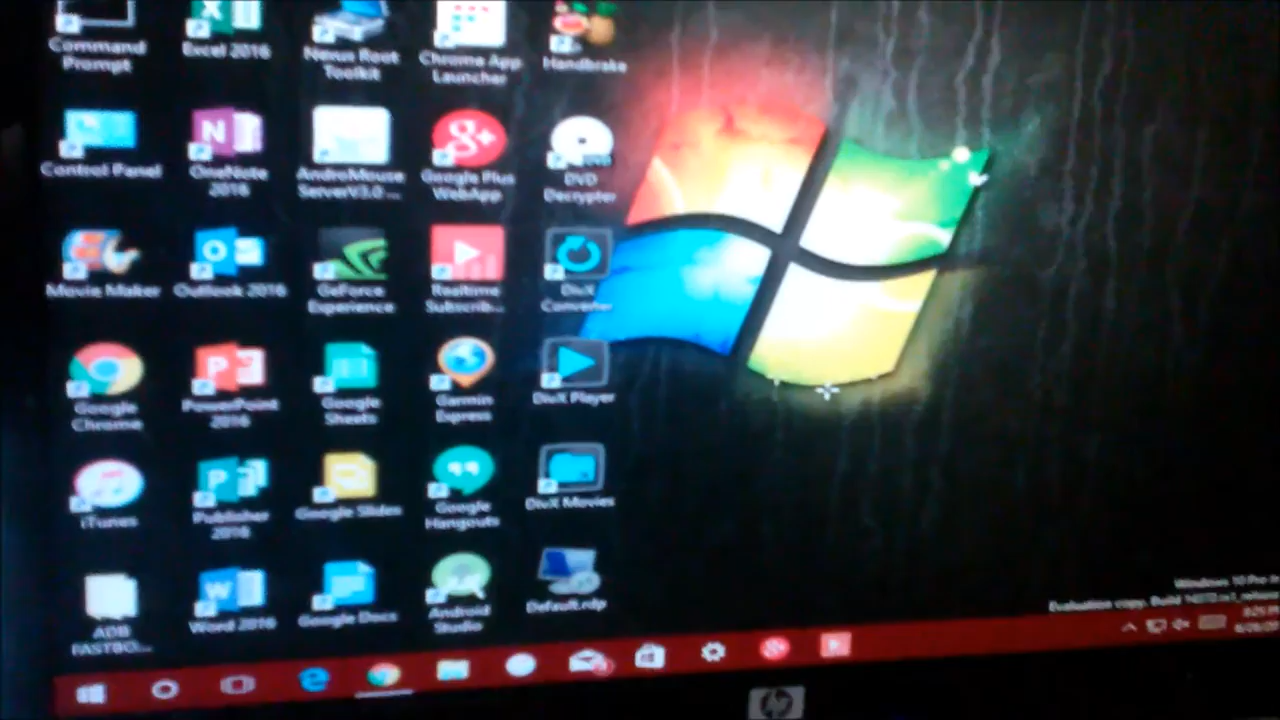 Command
Prompt
Excel 2016
Nexus Root
Toolkit
Chrome App
Launcher
Handbrake
Control Panel
OneNote
2016
AndroMouse
ServerV3.0 ...
Google Plus
WebApp
DVD
Decrypter
Movie Maker
Outlook 2016
GeForce
Experience
Realtime
Subscrib...
DivX
Converter
Google
Chrome
PowerPoint
2016
Google
Sheets
Garmin
Express
DivX Player
iTunes
Publisher
2016
Google Slides
Google
Hangouts
DivX Movies
ADB
FASTBO...
Word 2016
Google Docs
Android
Studio
Default.rdp
Windows 10 Pro
Evaluation copy. Build
hp